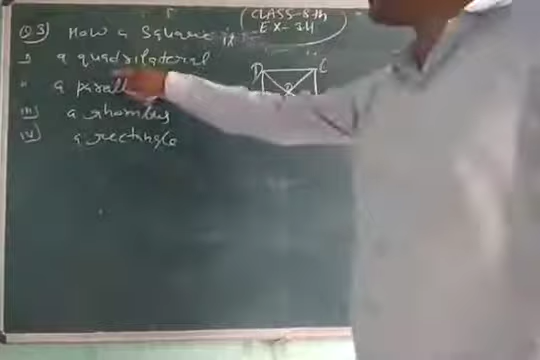 (CLASS-8th
EX-3.4
Q3) How a Square is
I) a quadrilateral
II a parall
III) a rhombus
IV) a rectangle
D C